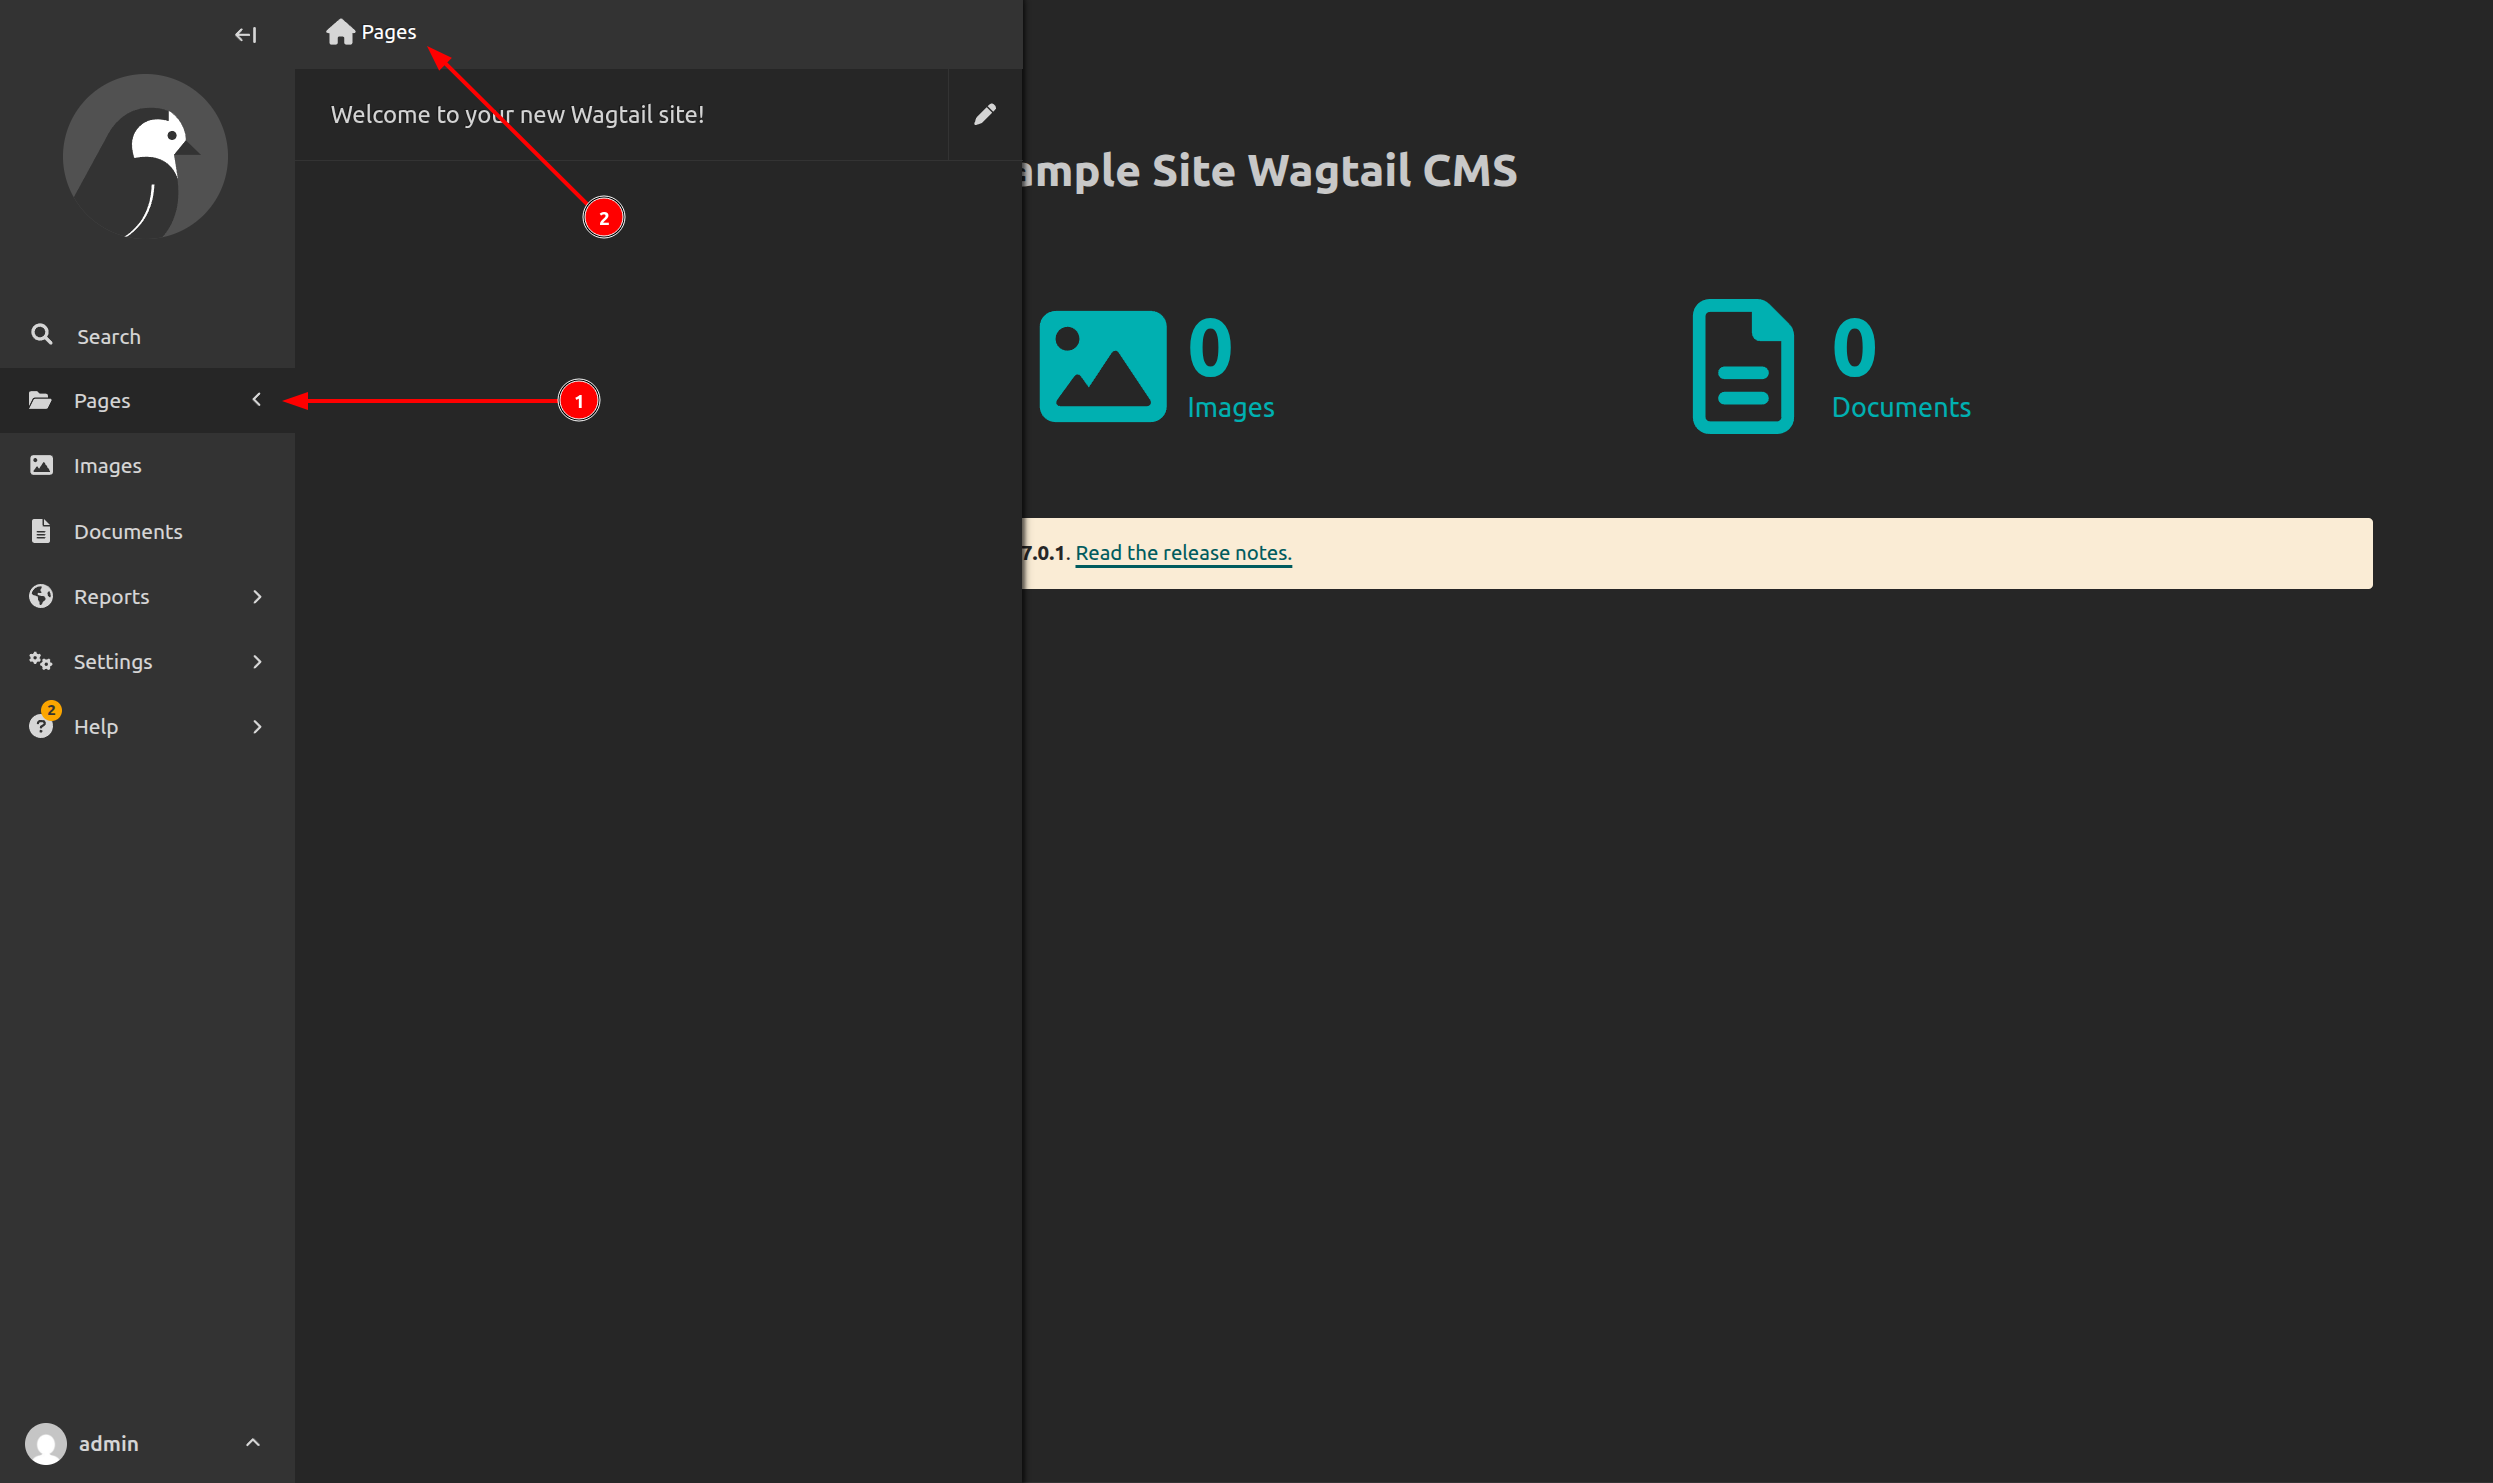 Pages
Welcome to your new Wagtail site!
2
Search
Pages
1
Images
Documents
Reports
Settings
2
Help
admin
ample Site Wagtail CMS
0
Images
0
Documents
7.0.1. Read the release notes.